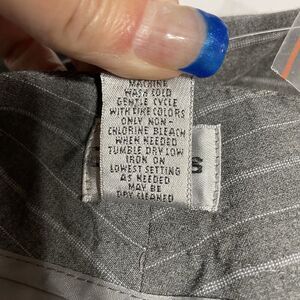 MACHINE
WASH COLD
GENTLE CYCLE
WITH LIKE COLORS
ONLY NON-
CHLORINE BLEACH
WHEN NEEDED
TUMBLE DRY LOW
IRON ON
LOWEST SETTING
AS NEEDED
MAY BE
DRY CLEANED
S